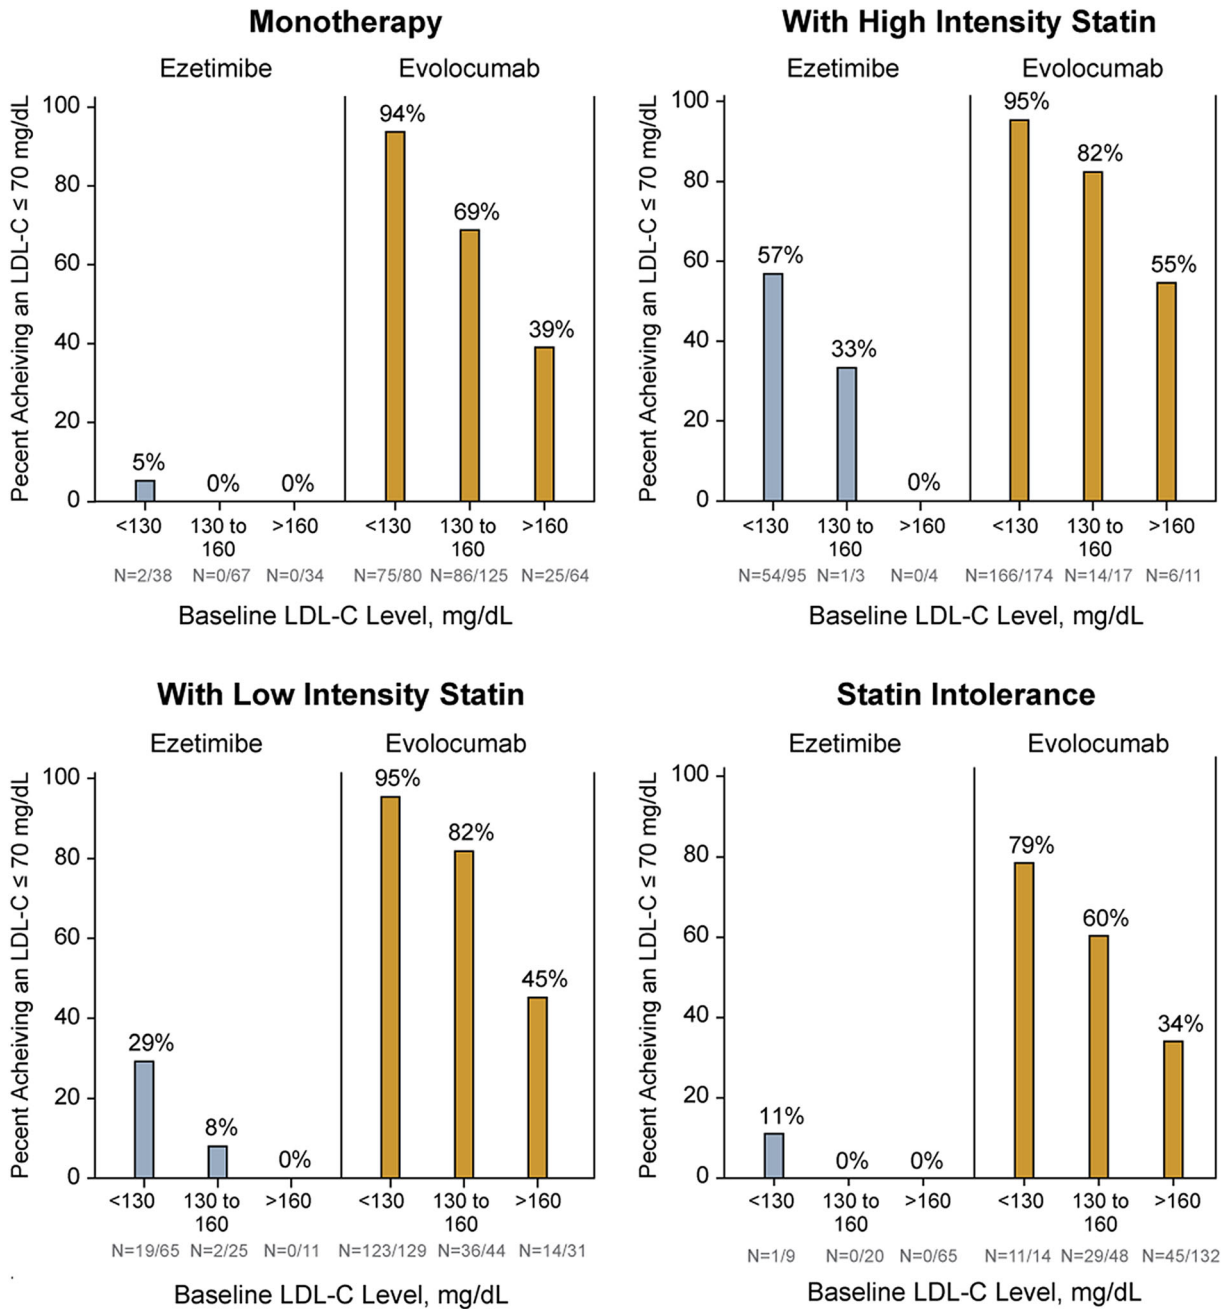 Monotherapy
Ezetimibe Evolocumab
Pecent Acheiving an LDL-C ≤ 70 mg/dL
100
80
60
40
20
0
5% 0% 0% 94% 69% 39%
<130 130 to 160 >160 <130 130 to 160 >160
N=2/38 N=0/67 N=0/34 N=75/80 N=86/125 N=25/64
Baseline LDL-C Level, mg/dL
With High Intensity Statin
Ezetimibe Evolocumab
Pecent Acheiving an LDL-C ≤ 70 mg/dL
100
80
60
40
20
0
57% 33% 0% 95% 82% 55%
<130 130 to 160 >160 <130 130 to 160 >160
N=54/95 N=1/3 N=0/4 N=166/174 N=14/17 N=6/11
Baseline LDL-C Level, mg/dL
With Low Intensity Statin
Ezetimibe Evolocumab
Pecent Acheiving an LDL-C ≤ 70 mg/dL
100
80
60
40
20
0
29% 8% 0% 95% 82% 45%
<130 130 to 160 >160 <130 130 to 160 >160
N=19/65 N=2/25 N=0/11 N=123/129 N=36/44 N=14/31
Baseline LDL-C Level, mg/dL
Statin Intolerance
Ezetimibe Evolocumab
Pecent Acheiving an LDL-C ≤ 70 mg/dL
100
80
60
40
20
0
11% 0% 0% 79% 60% 34%
<130 130 to 160 >160 <130 130 to 160 >160
N=1/9 N=0/20 N=0/65 N=11/14 N=29/48 N=45/132
Baseline LDL-C Level, mg/dL